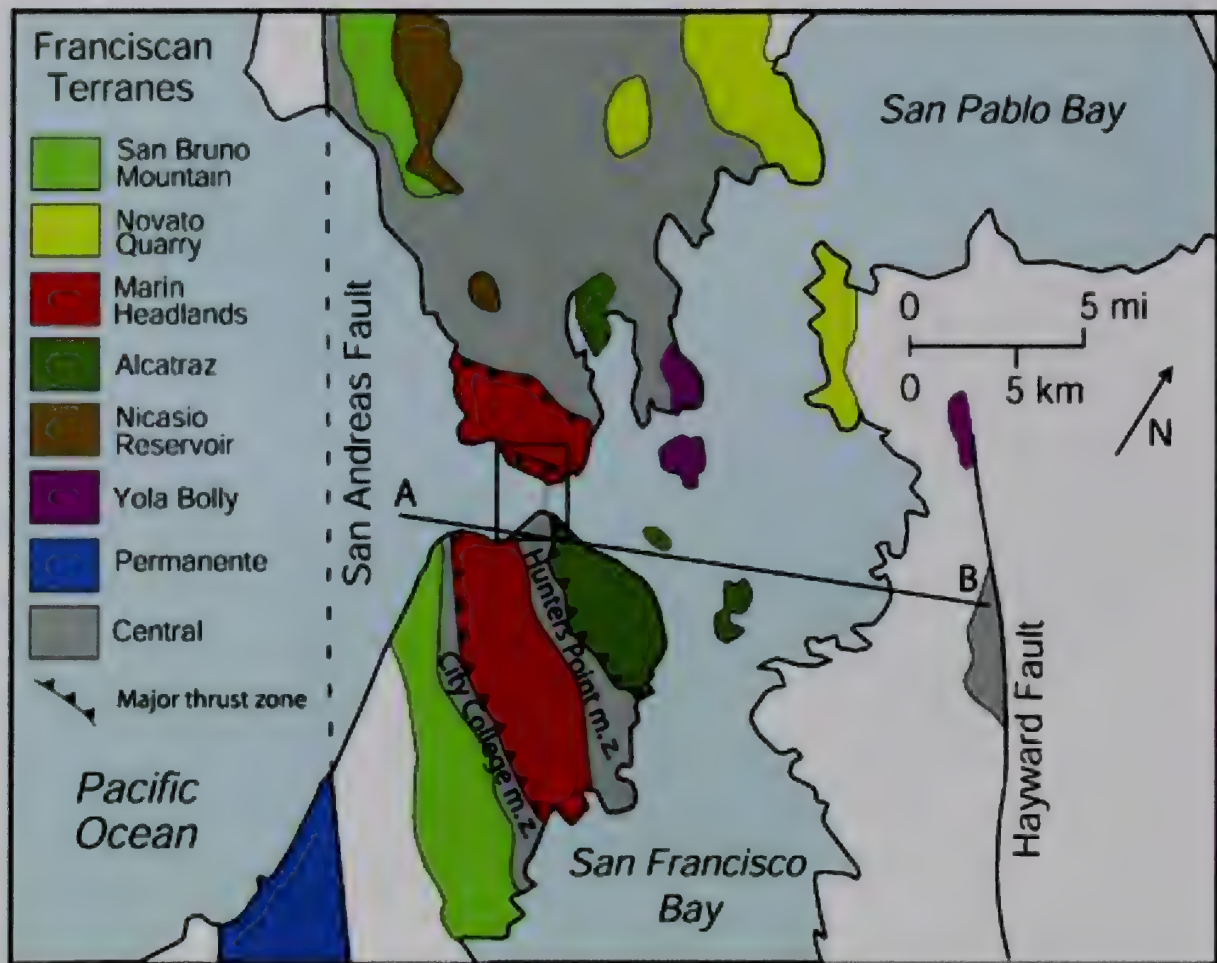 Franciscan
Terranes
San Bruno
Mountain
Novato
Quarry
Marin
Headlands
Alcatraz
Nicasio
Reservoir
Yola Bolly
Permanente
Central
Major thrust zone
San Andreas Fault
San Pablo Bay
0 5 mi
0 5 km
N
A
B
Hunters Point m.z.
City College m.z.
Hayward Fault
Pacific
Ocean
San Francisco
Bay